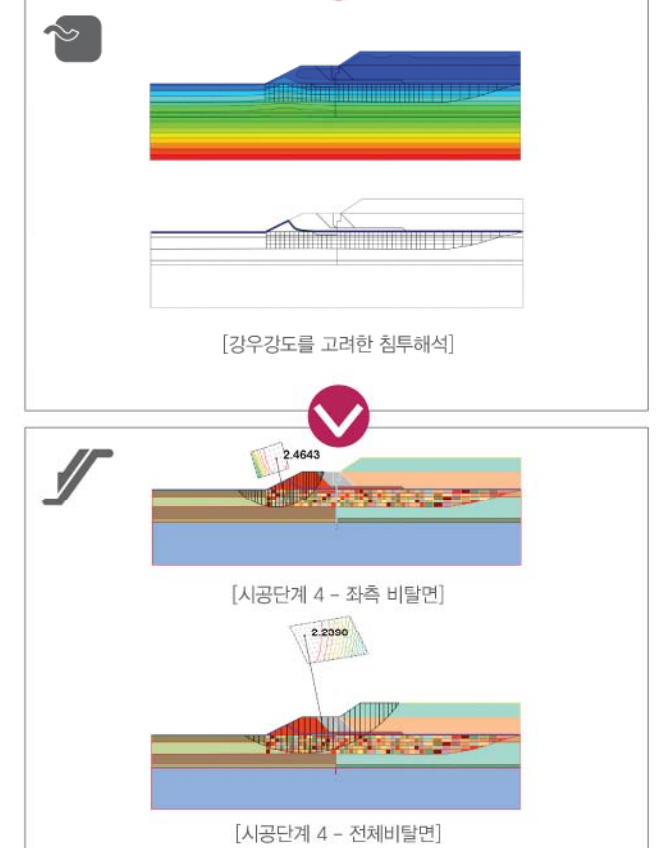 [강우강도를 고려한 침투해석]
2.4643
[시공단계 4 - 좌측 비탈면]
2.2390
[시공단계 4 - 전체비탈면]